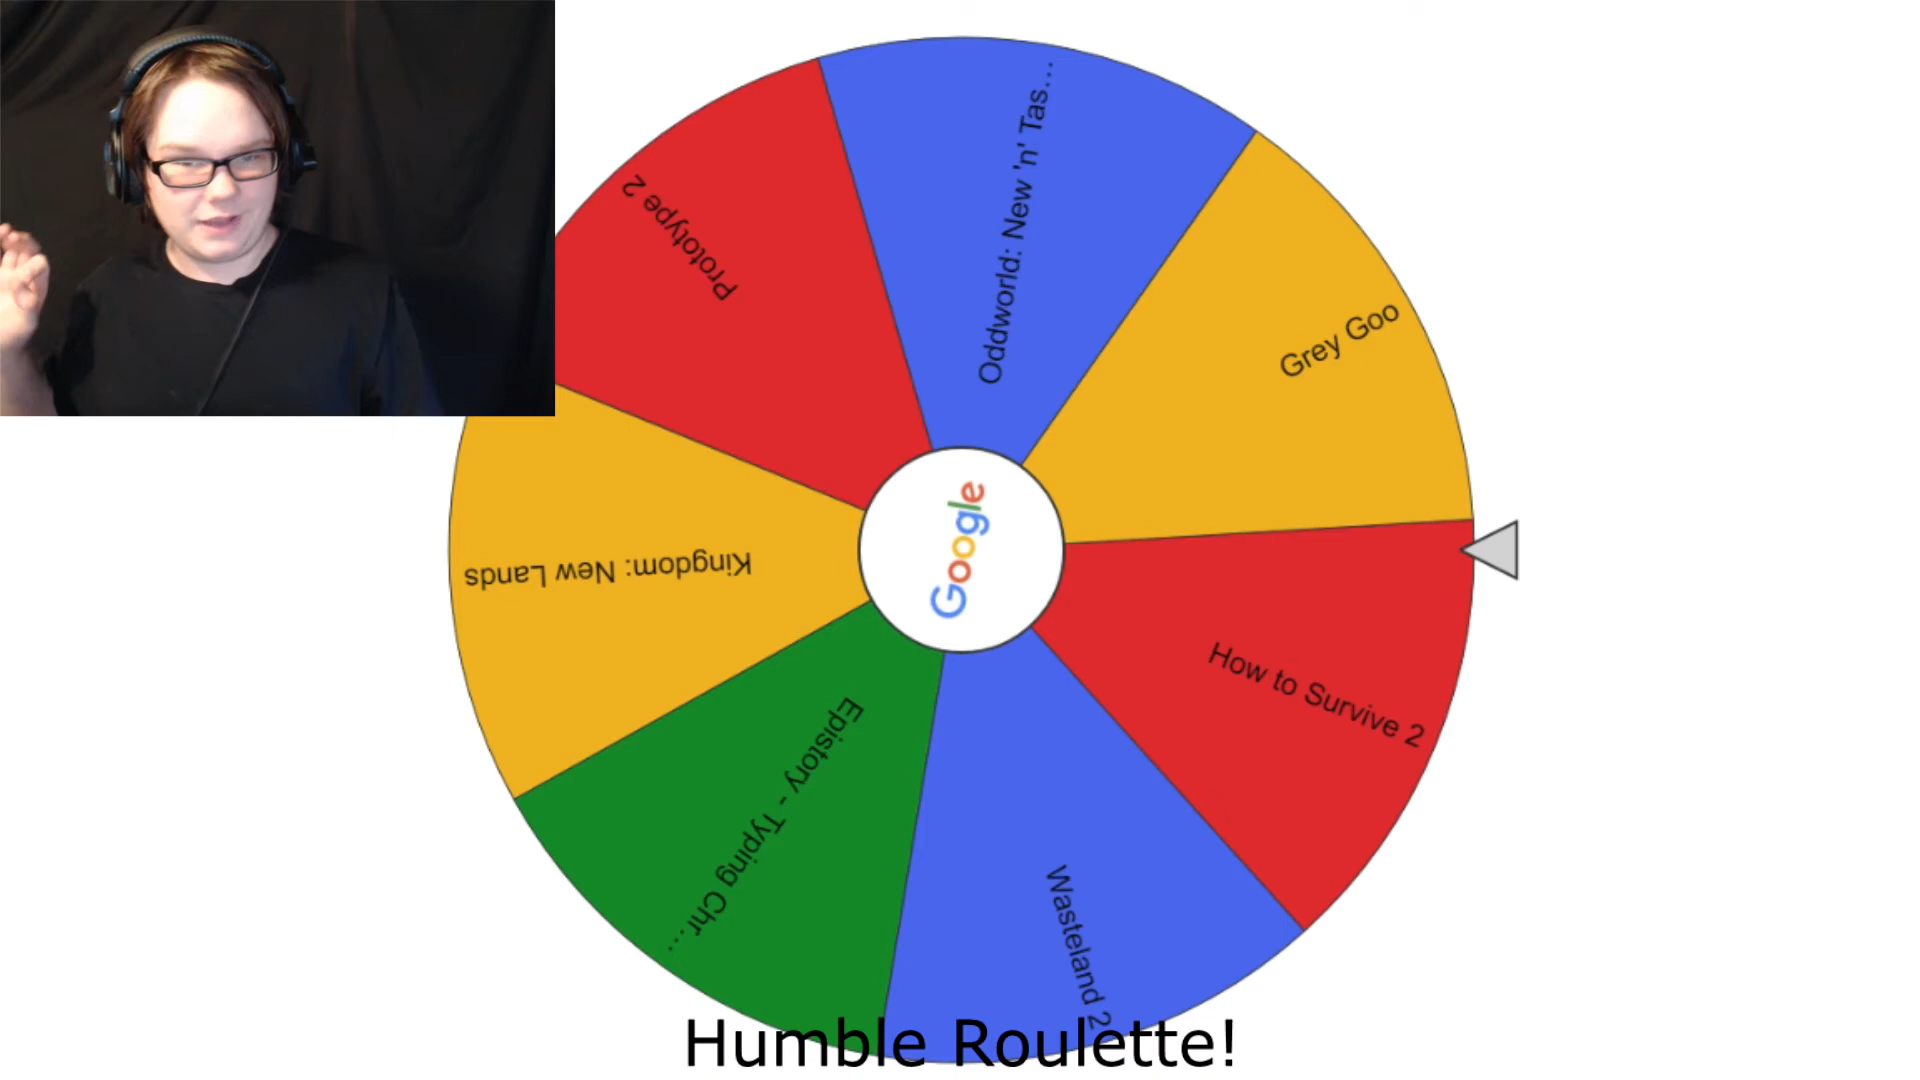 Oddworld: New 'n' Tas...
Prototype 2
Grey Goo
Google
Kingdom: New Lands
How to Survive 2
Epistory - Typing Chr...
Wasteland 2
Humble Roulette!